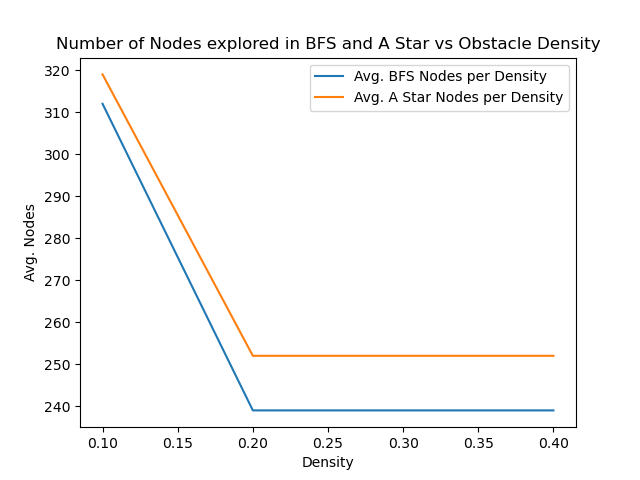 Number of Nodes explored in BFS and A Star vs Obstacle Density
Avg. BFS Nodes per Density
Avg. A Star Nodes per Density
Avg. Nodes
320
310
300
290
280
270
260
250
240
0.10 0.15 0.20 0.25 0.30 0.35 0.40
Density